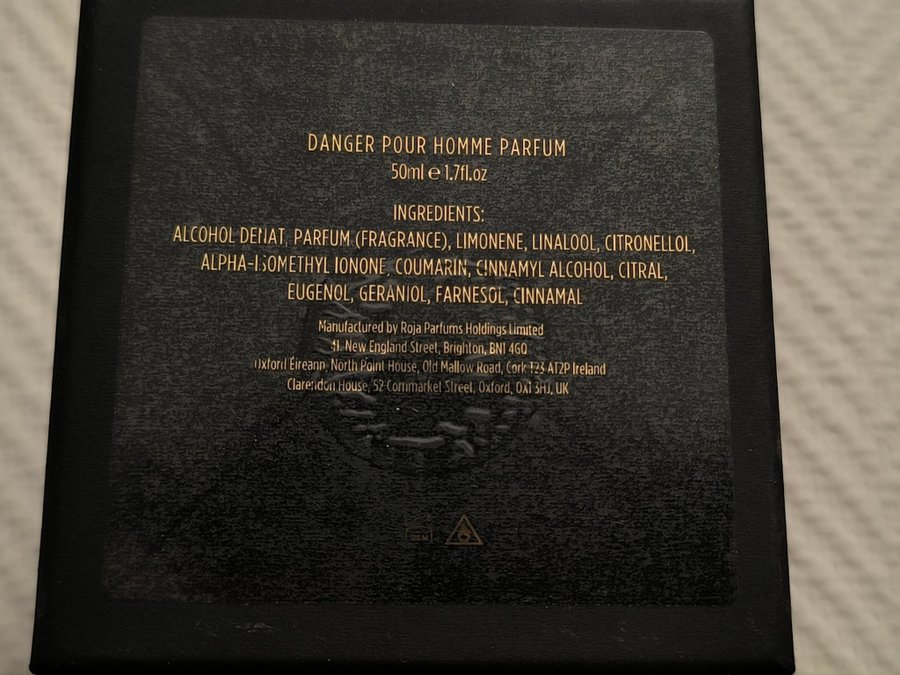 DANGER POUR HOMME PARFUM
50ml ℮ 1.7fl.oz
INGREDIENTS:
ALCOHOL DENAT, PARFUM (FRAGRANCE), LIMONENE, LINALOOL, CITRONELLOL,
ALPHA-ISOMETHYL IONONE, COUMARIN, CINNAMYL ALCOHOL, CITRAL,
EUGENOL, GERANIOL, FARNESOL, CINNAMAL
Manufactured by Roja Parfums Holdings Limited
41, New England Street, Brighton, BN1 4GQ
Oxford Éireann, North Point House, Old Mallow Road, Cork T23 AT2P Ireland
Clarendon House, 52 Cornmarket Street, Oxford, OX1 3HJ, UK